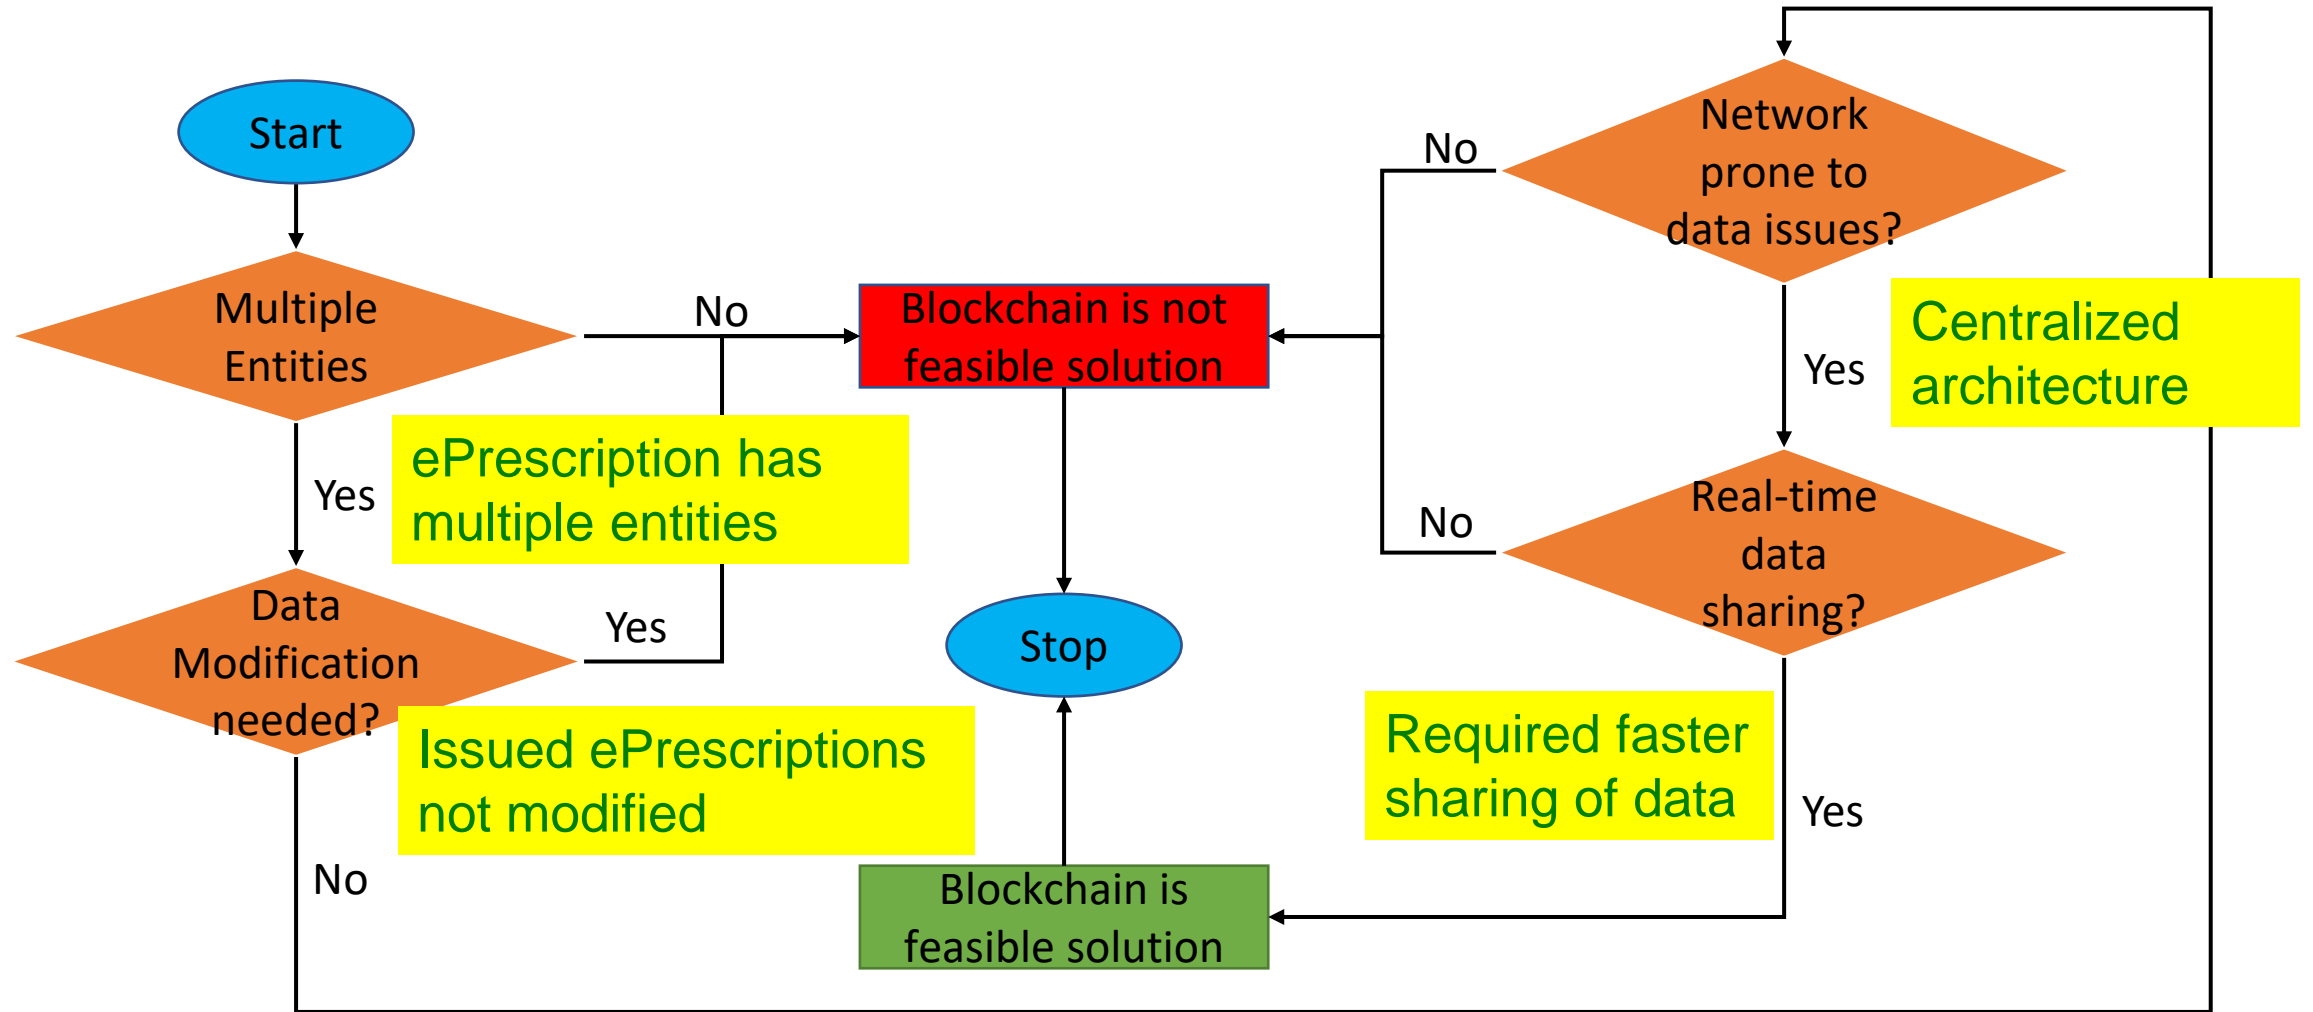 Start
Multiple
Entities
No
Yes
ePrescription has
multiple entities
Data
Modification
needed?
Yes
Issued ePrescriptions
not modified
No
Blockchain is not
feasible solution
Stop
Blockchain is
feasible solution
Network
prone to
data issues?
No
Yes
Centralized
architecture
Real-time
data
sharing?
No
Required faster
sharing of data
Yes